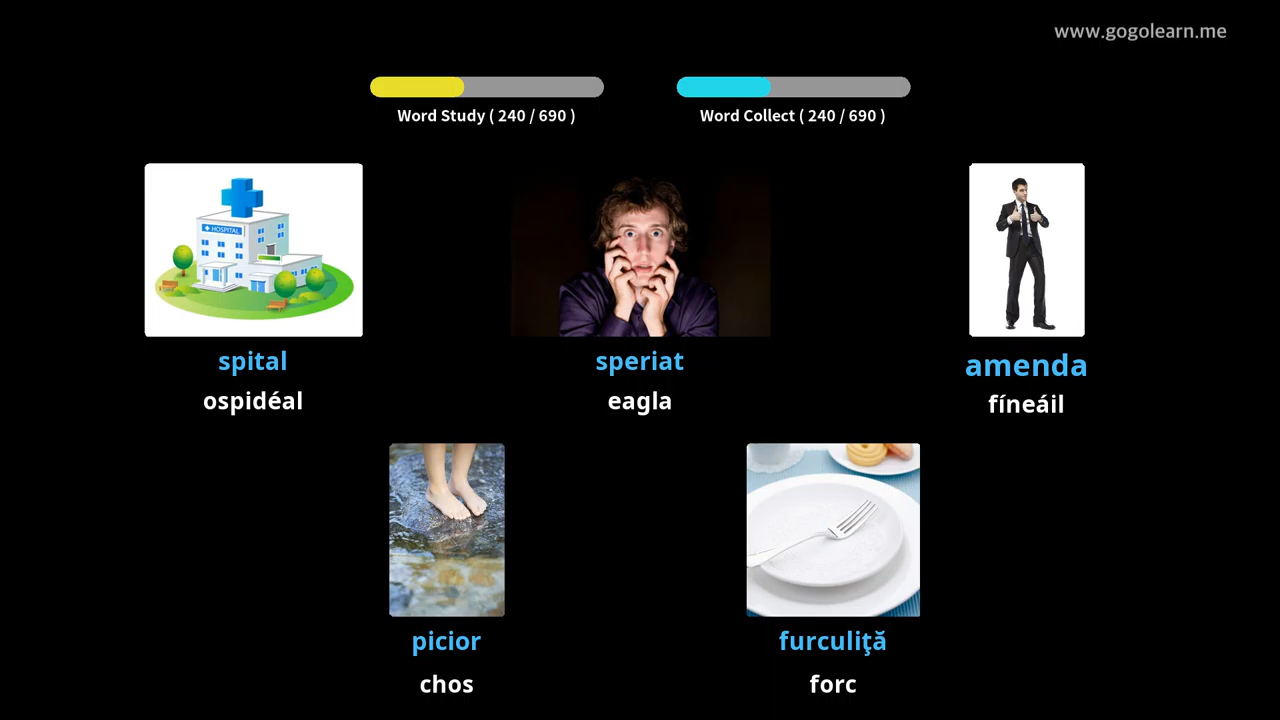 www.gogolearn.me
Word Study ( 240 / 690 )
Word Collect ( 240 / 690 )
HOSPITAL
spital
ospidéal
speriat
eagla
amenda
fíneáil
picior
chos
furculiţă
forc